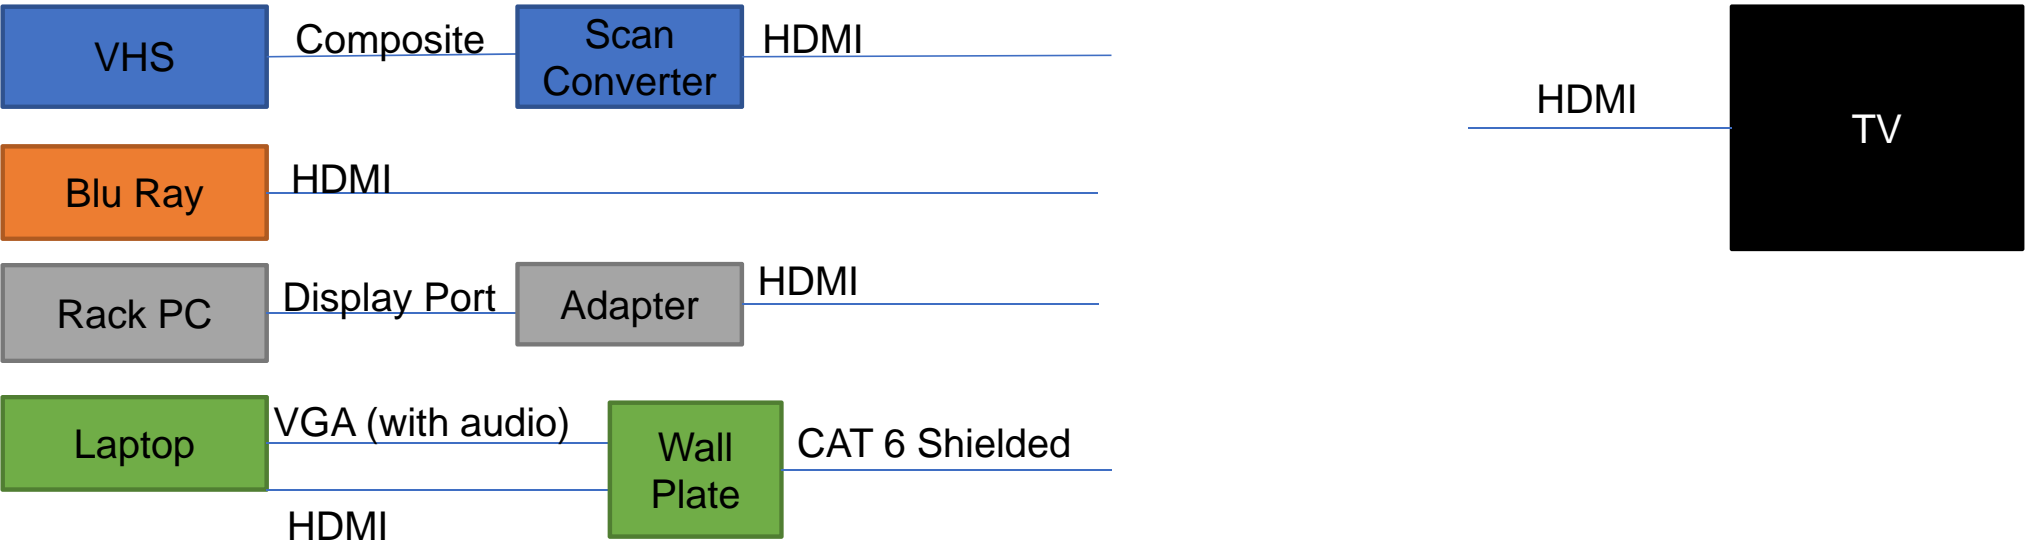 VHS
Composite
Scan
Converter
HDMI
HDMI
TV
Blu Ray
HDMI
Rack PC
Display Port
Adapter
HDMI
Laptop
VGA (with audio)
HDMI
Wall
Plate
CAT 6 Shielded